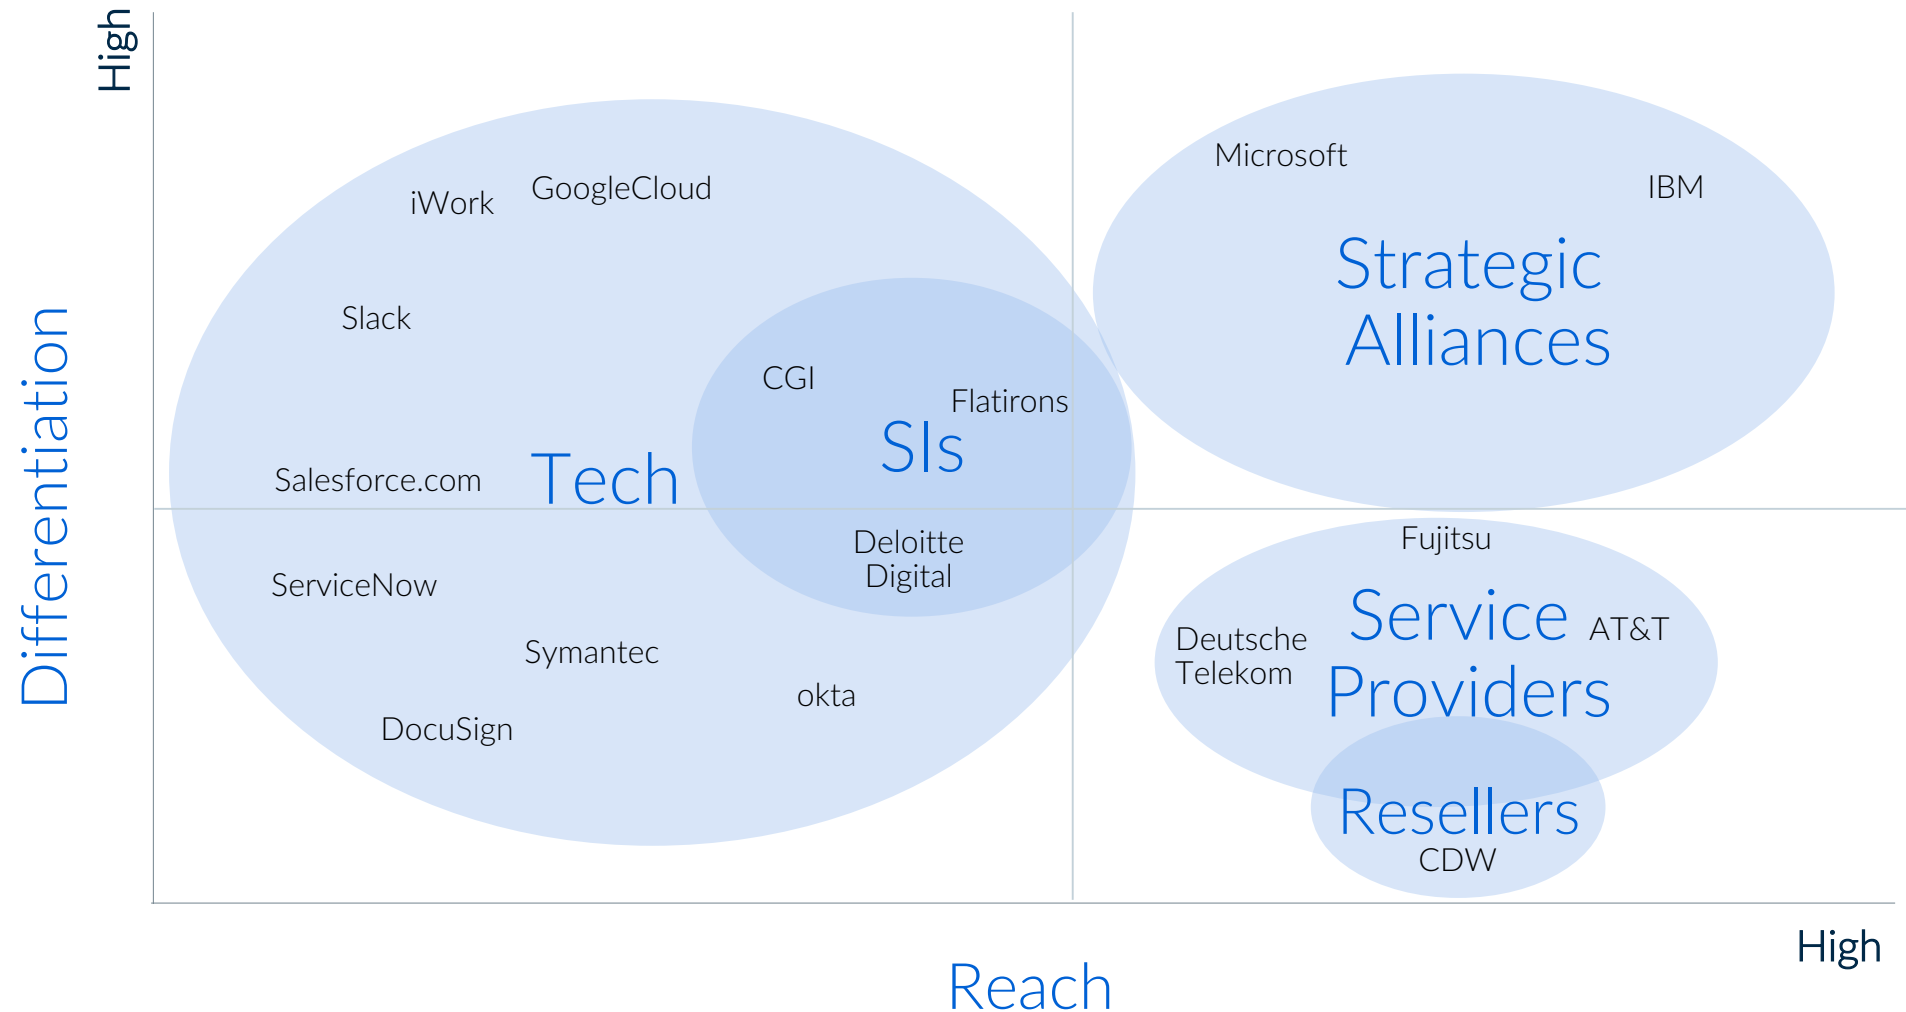 High
Differentiation
iWork
GoogleCloud
Slack
CGI
Flatirons
SIs
Salesforce.com
Tech
Deloitte
Digital
ServiceNow
Symantec
okta
DocuSign
Microsoft
IBM
Strategic
Alliances
Fujitsu
Service
Providers
AT&T
Deutsche
Telekom
Resellers
CDW
High
Reach